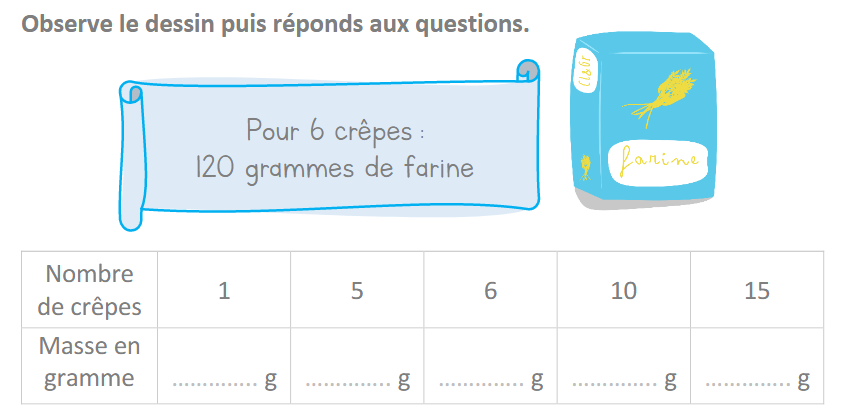 Observe le dessin puis réponds aux questions.
Pour 6 crêpes :
120 grammes de farine
farine
Nombre de crêpes 1 5 6 10 15
Masse en gramme .............. g .............. g .............. g .............. g .............. g